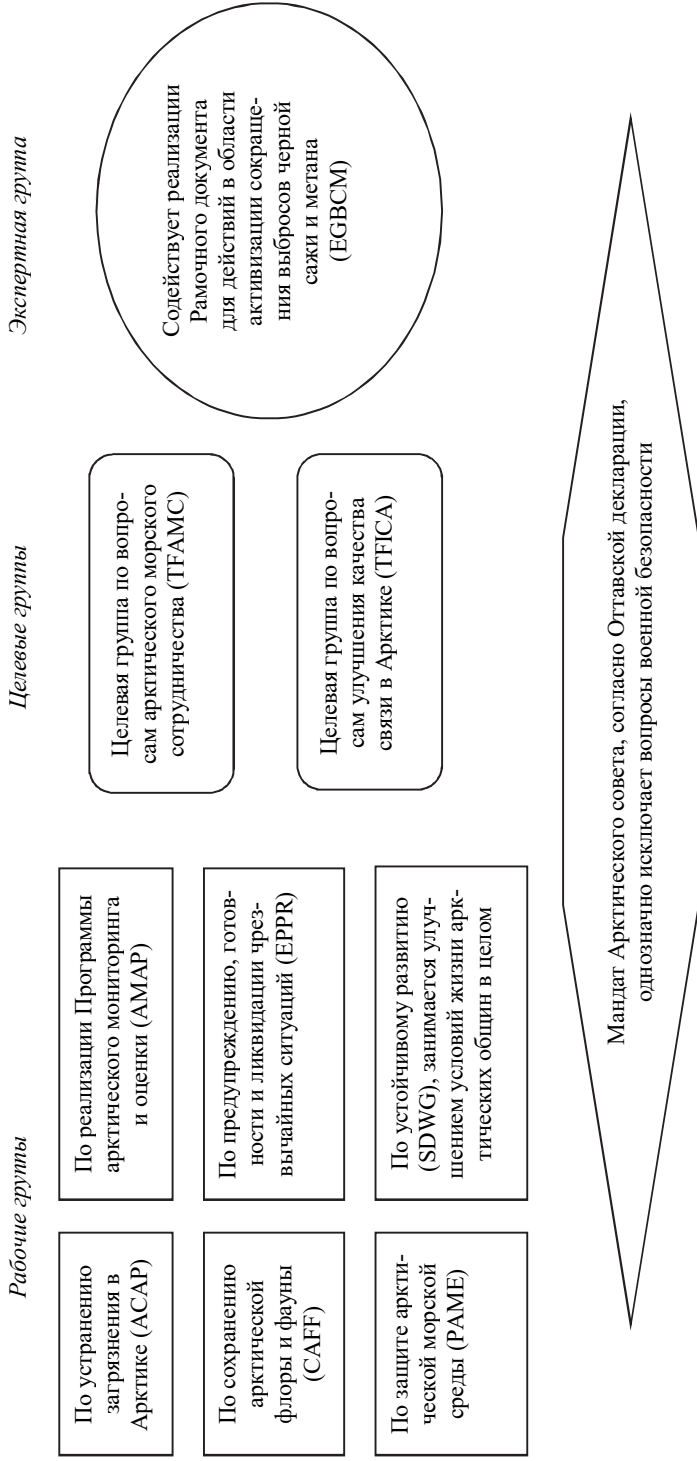 Рабочие группы
По устранению
загрязнения в
Арктике (ACAP)
По реализации Программы
арктического мониторинга
и оценки (AMAP)
По сохранению
арктической
флоры и фауны
(CAFF)
По предупреждению, готов-
ности и ликвидации чрез-
вычайных ситуаций (EPPR)
По защите аркти-
ческой морской
среды (PAME)
По устойчивому развитию
(SDWG), занимается улуч-
шением условий жизни арк-
тических общин в целом
Целевые группы
Целевая группа по вопро-
сам арктического морского
сотрудничества (TFAMC)
Целевая группа по вопро-
сам улучшения качества
связи в Арктике (TFICA)
Экспертная группа
Содействует реализации
Рамочного документа
для действий в области
активизации сокраще-
ния выбросов черной
сажи и метана
(EGBCM)
Мандат Арктического совета, согласно Оттавской декларации,
однозначно исключает вопросы военной безопасности